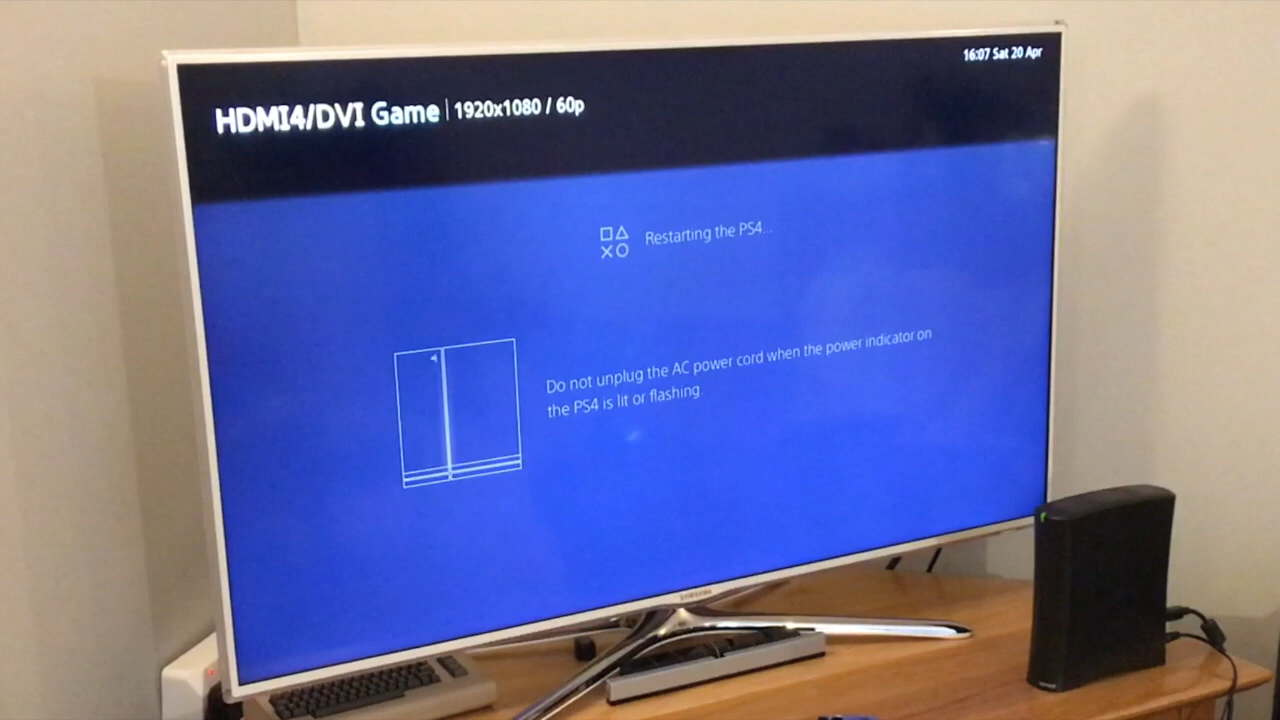 16:07 Sat 20 Apr
HDMI4/DVI Game | 1920x1080 / 60p
Restarting the PS4...
Do not unplug the AC power cord when the power indicator on
the PS4 is lit or flashing.
SAMSUNG